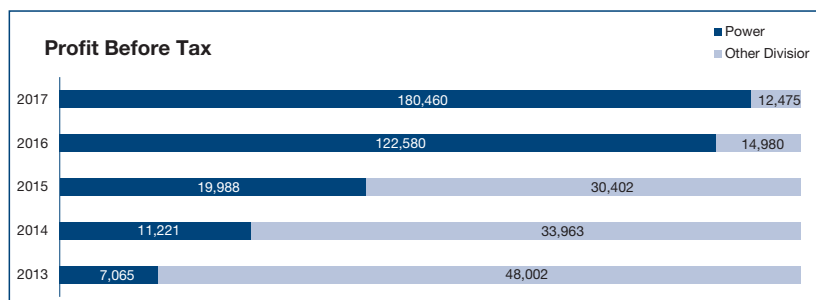 Profit Before Tax
Power
Other Divisior
2017 180,460 12,475
2016 122,580 14,980
2015 19,988 30,402
2014 11,221 33,963
2013 7,065 48,002